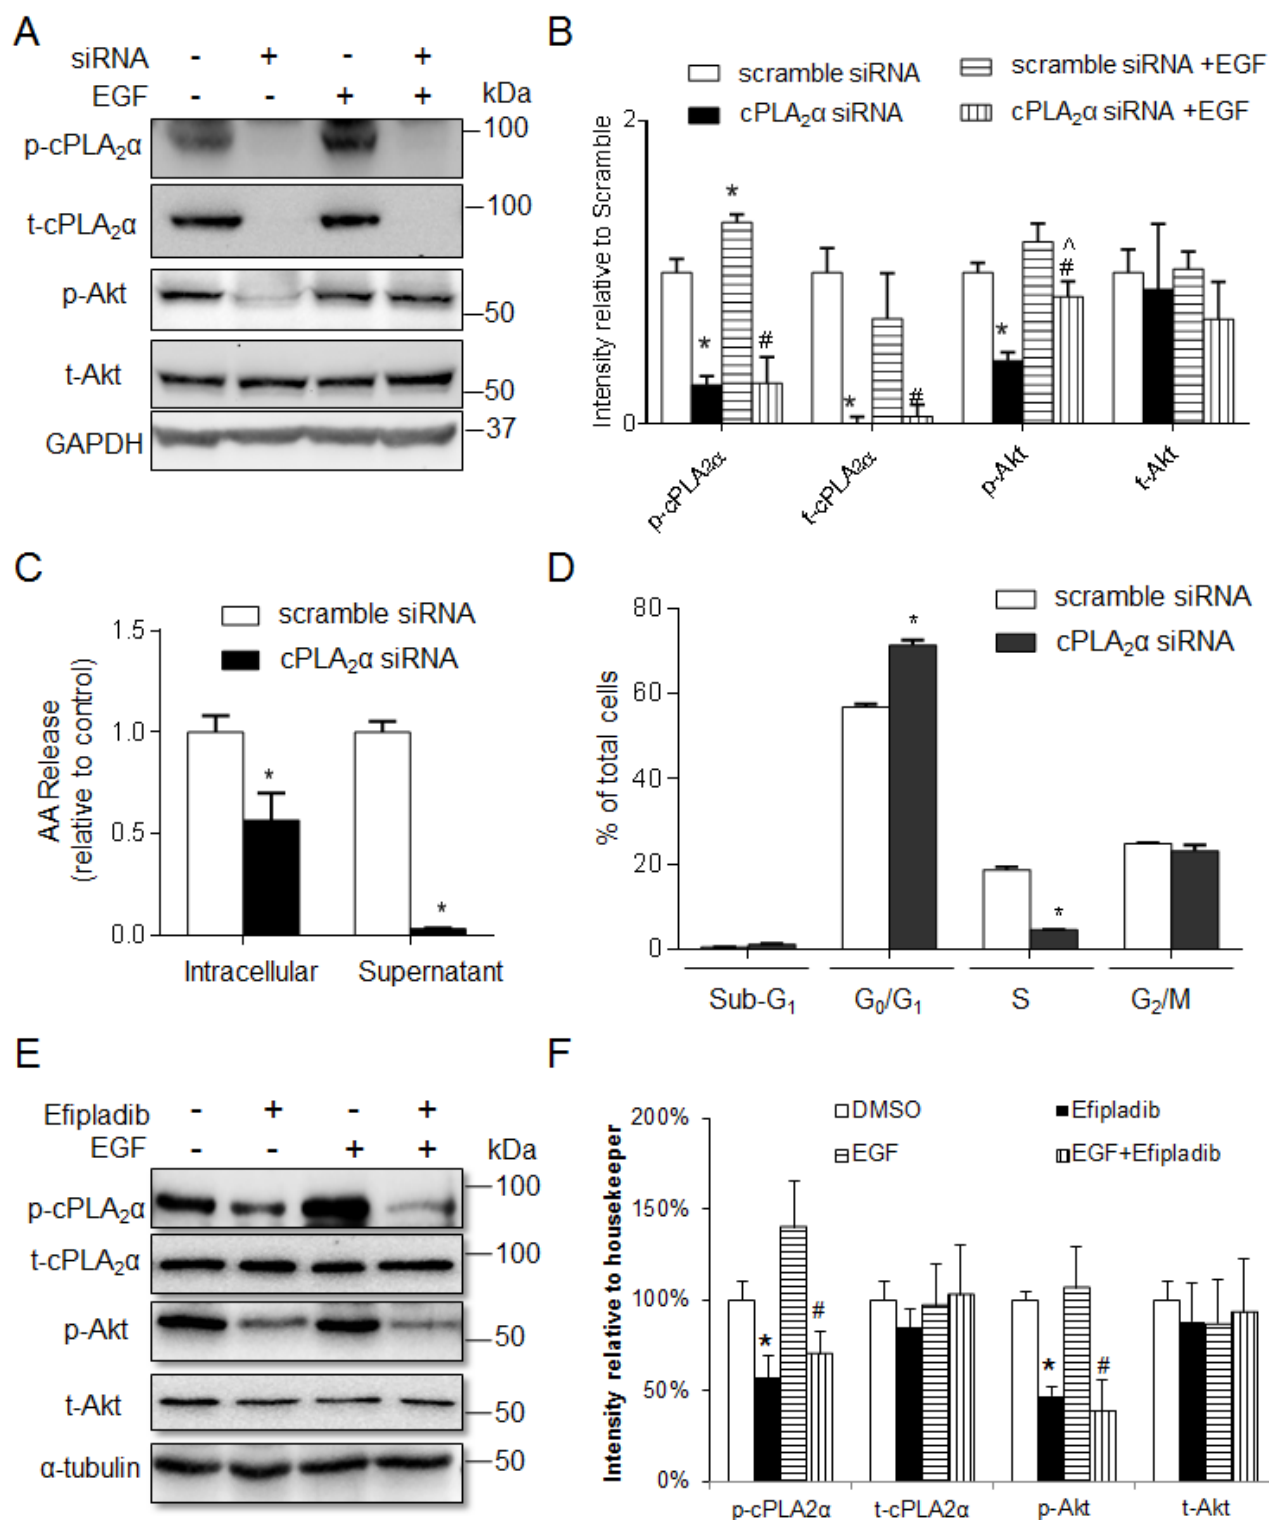 A
siRNA - + - +
EGF - - + + kDa
p-cPLA₂α 100
t-cPLA₂α 100
p-Akt 50
t-Akt 50
GAPDH 37
B
scramble siRNA scramble siRNA +EGF
cPLA₂α siRNA cPLA₂α siRNA +EGF
Intensity relative to Scramble
2
0
* * # * # * ^ #
p-cPLA2α t-cPLA2α p-Akt t-Akt
C
scramble siRNA
cPLA₂α siRNA
AA Release
(relative to control)
1.5
1.0
0.5
0.0
* *
Intracellular Supernatant
D
scramble siRNA
cPLA₂α siRNA
% of total cells
80
60
40
20
0
* *
Sub-G₁ G₀/G₁ S G₂/M
E
Efipladib - + - +
EGF - - + + kDa
p-cPLA₂α 100
t-cPLA₂α 100
p-Akt 50
t-Akt 50
α-tubulin 50
F
DMSO Efipladib
EGF EGF+Efipladib
Intensity relative to housekeeper
200%
150%
100%
50%
0%
* # * #
p-cPLA2α t-cPLA2α p-Akt t-Akt